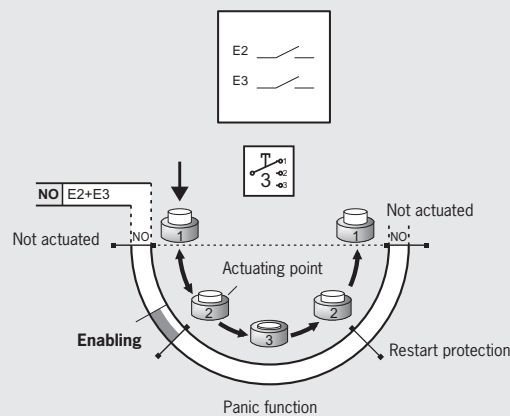 E2
E3
1
2
3
3
NO E2+E3
Not actuated
NO
1
1
NO
Not actuated
Actuating point
2
2
3
Enabling
Restart protection
Panic function